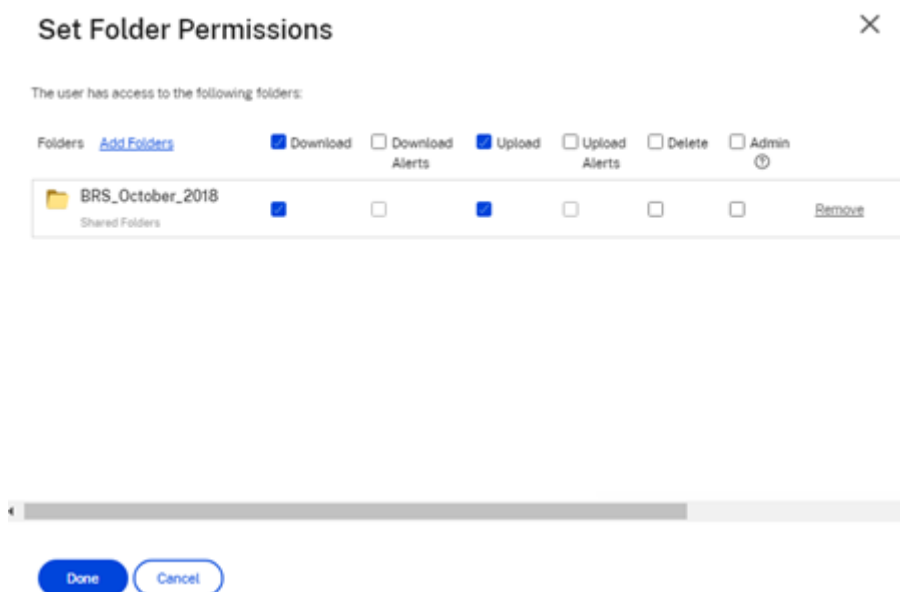 Set Folder Permissions
The user has access to the following folders:
Folders Add Folders Download Download Upload Upload Delete Admin
Alerts Alerts
BRS_October_2018
Shared Folders
Remove
Done Cancel